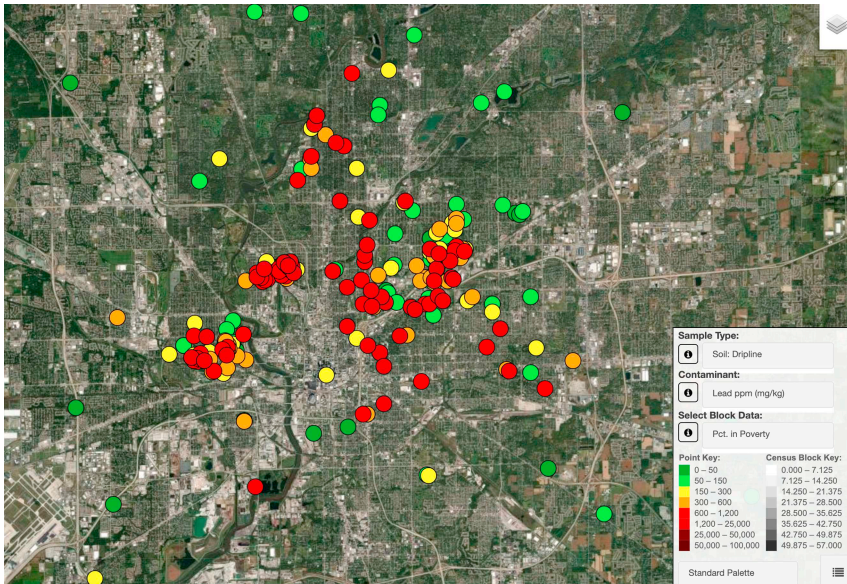 Sample Type:
Soil: Dripline
Contaminant:
Lead ppm (mg/kg)
Select Block Data:
Pct. in Poverty
Point Key: Census Block Key:
0 – 50 0.000 – 7.125
50 - 150 7.125 – 14.250
150 – 300 14.250 – 21.375
300 – 600 21.375 – 28.500
600 – 1,200 28.500 – 35.625
1,200 – 25,000 35.625 – 42.750
25,000 – 50,000 42.750 – 49.875
50,000 – 100,000 49.875 – 57.000
Standard Palette